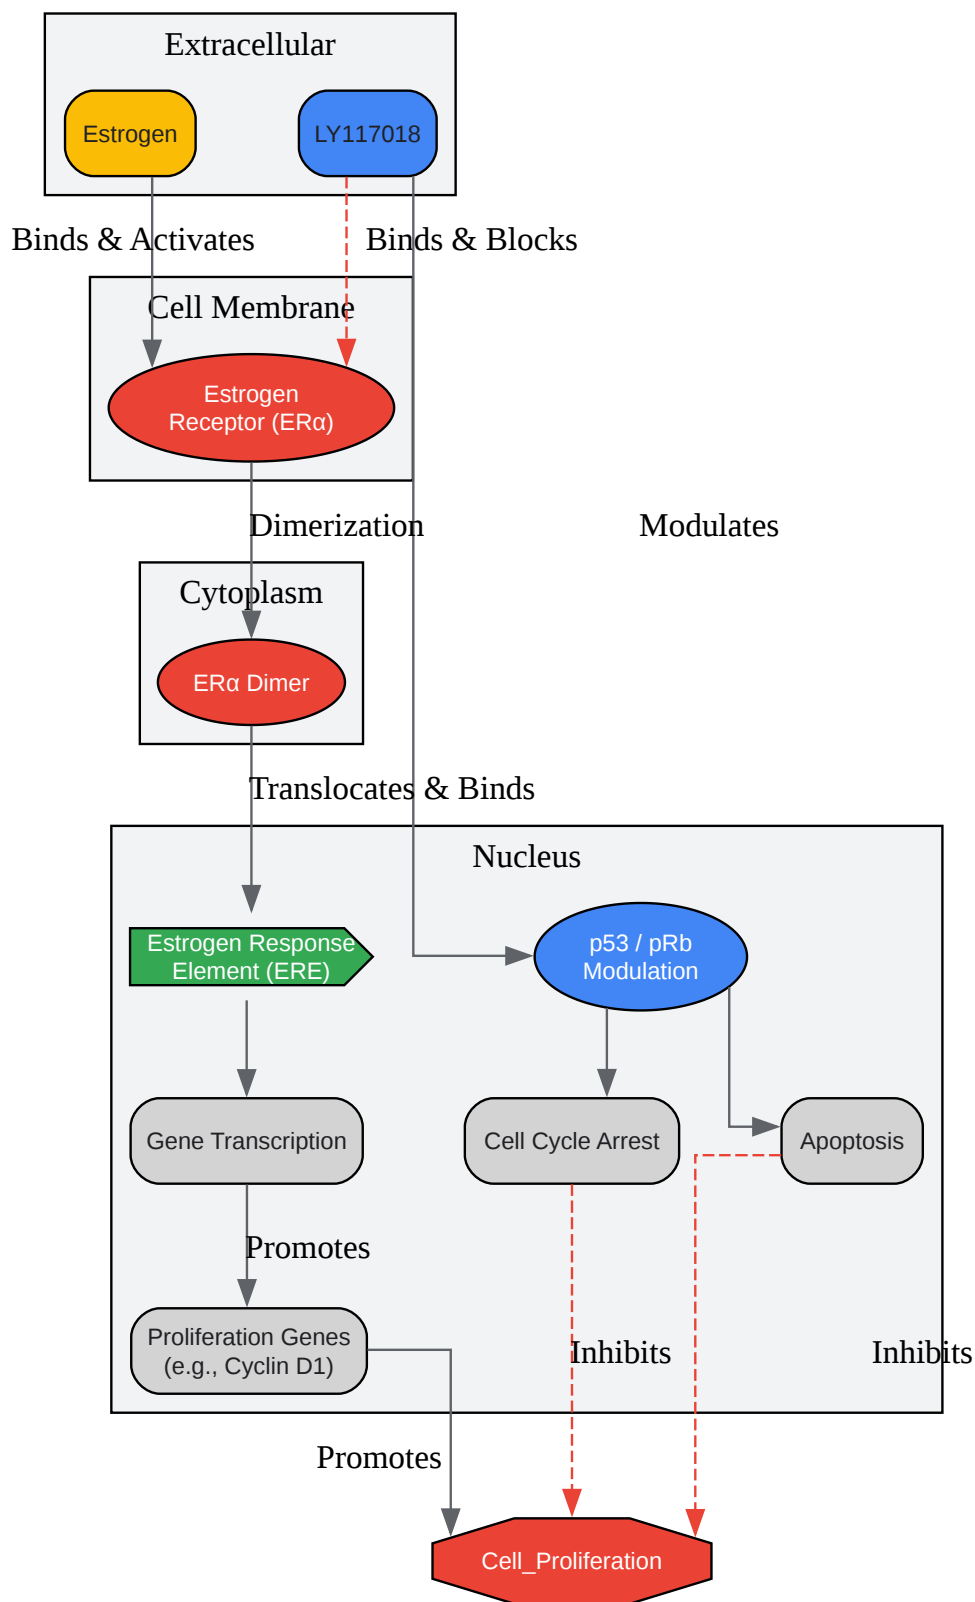 Extracellular
Estrogen
LY117018
Binds & Activates
Binds & Blocks
Cell Membrane
Estrogen
Receptor (ERα)
Dimerization
Modulates
Cytoplasm
ERα Dimer
Translocates & Binds
Nucleus
Estrogen Response
Element (ERE)
p53 / pRb
Modulation
Gene Transcription
Cell Cycle Arrest
Apoptosis
Promotes
Proliferation Genes
(e.g., Cyclin D1)
Inhibits
Inhibits
Promotes
Cell_Proliferation